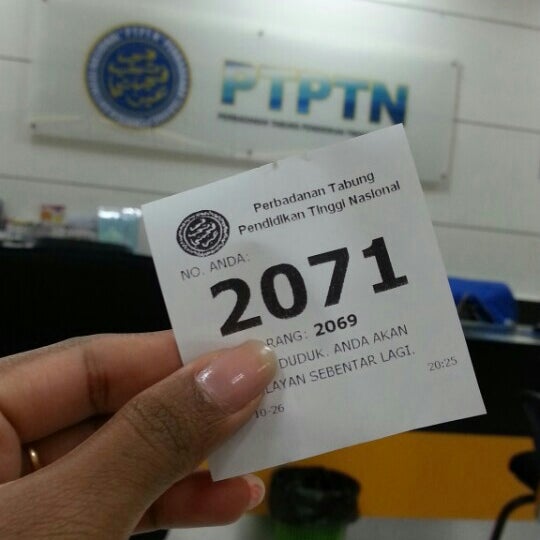 PTPTN
Perbadanan Tabung
Pendidikan Tinggi Nasional
NO. ANDA:
2071
RANG: 2069
DUDUK. ANDA AKAN
LAYAN SEBENTAR LAGI.
10-26 20:25